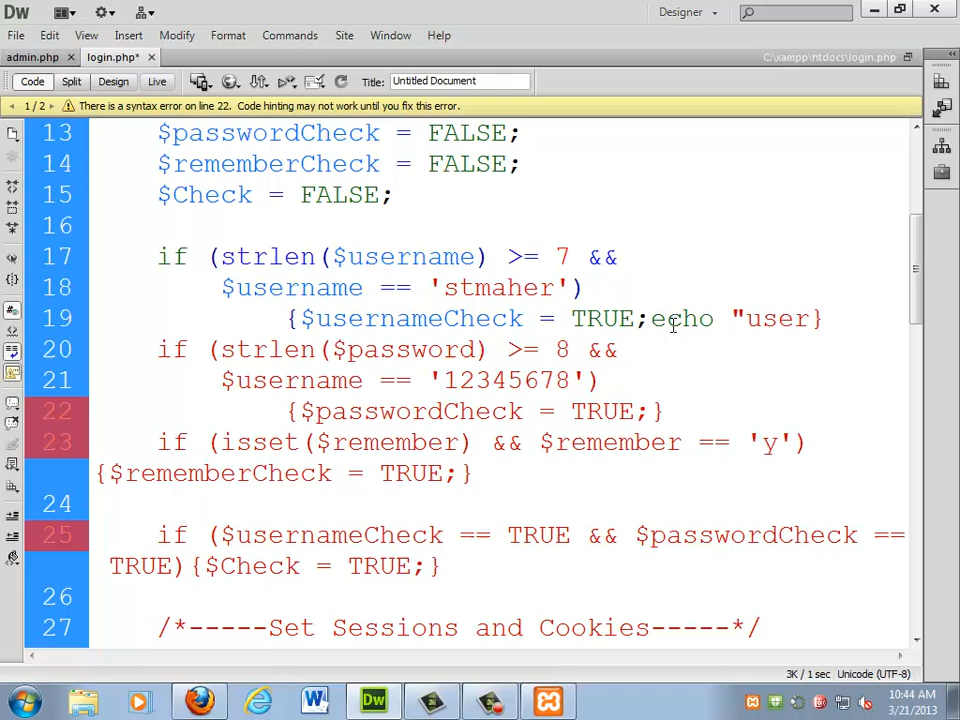 Dw
Designer
File Edit View Insert Modify Format Commands Site Window Help
admin.php × login.php* × C:\xampp\htdocs\login.php
Code Split Design Live Title: Untitled Document
1 / 2 There is a syntax error on line 22. Code hinting may not work until you fix this error.
13 $passwordCheck = FALSE;
14 $rememberCheck = FALSE;
15 $Check = FALSE;
16
17 if (strlen($username) >= 7 &&
18 $username == 'stmaher')
19 {$usernameCheck = TRUE;echo "user}
20 if (strlen($password) >= 8 &&
21 $username == '12345678')
22 {$passwordCheck = TRUE;}
23 if (isset($remember) && $remember == 'y')
{$rememberCheck = TRUE;}
24
25 if ($usernameCheck == TRUE && $passwordCheck ==
TRUE){$Check = TRUE;}
26
27 /*-----Set Sessions and Cookies-----*/
3K / 1 sec Unicode (UTF-8)
Dw
10:44 AM
3/21/2013